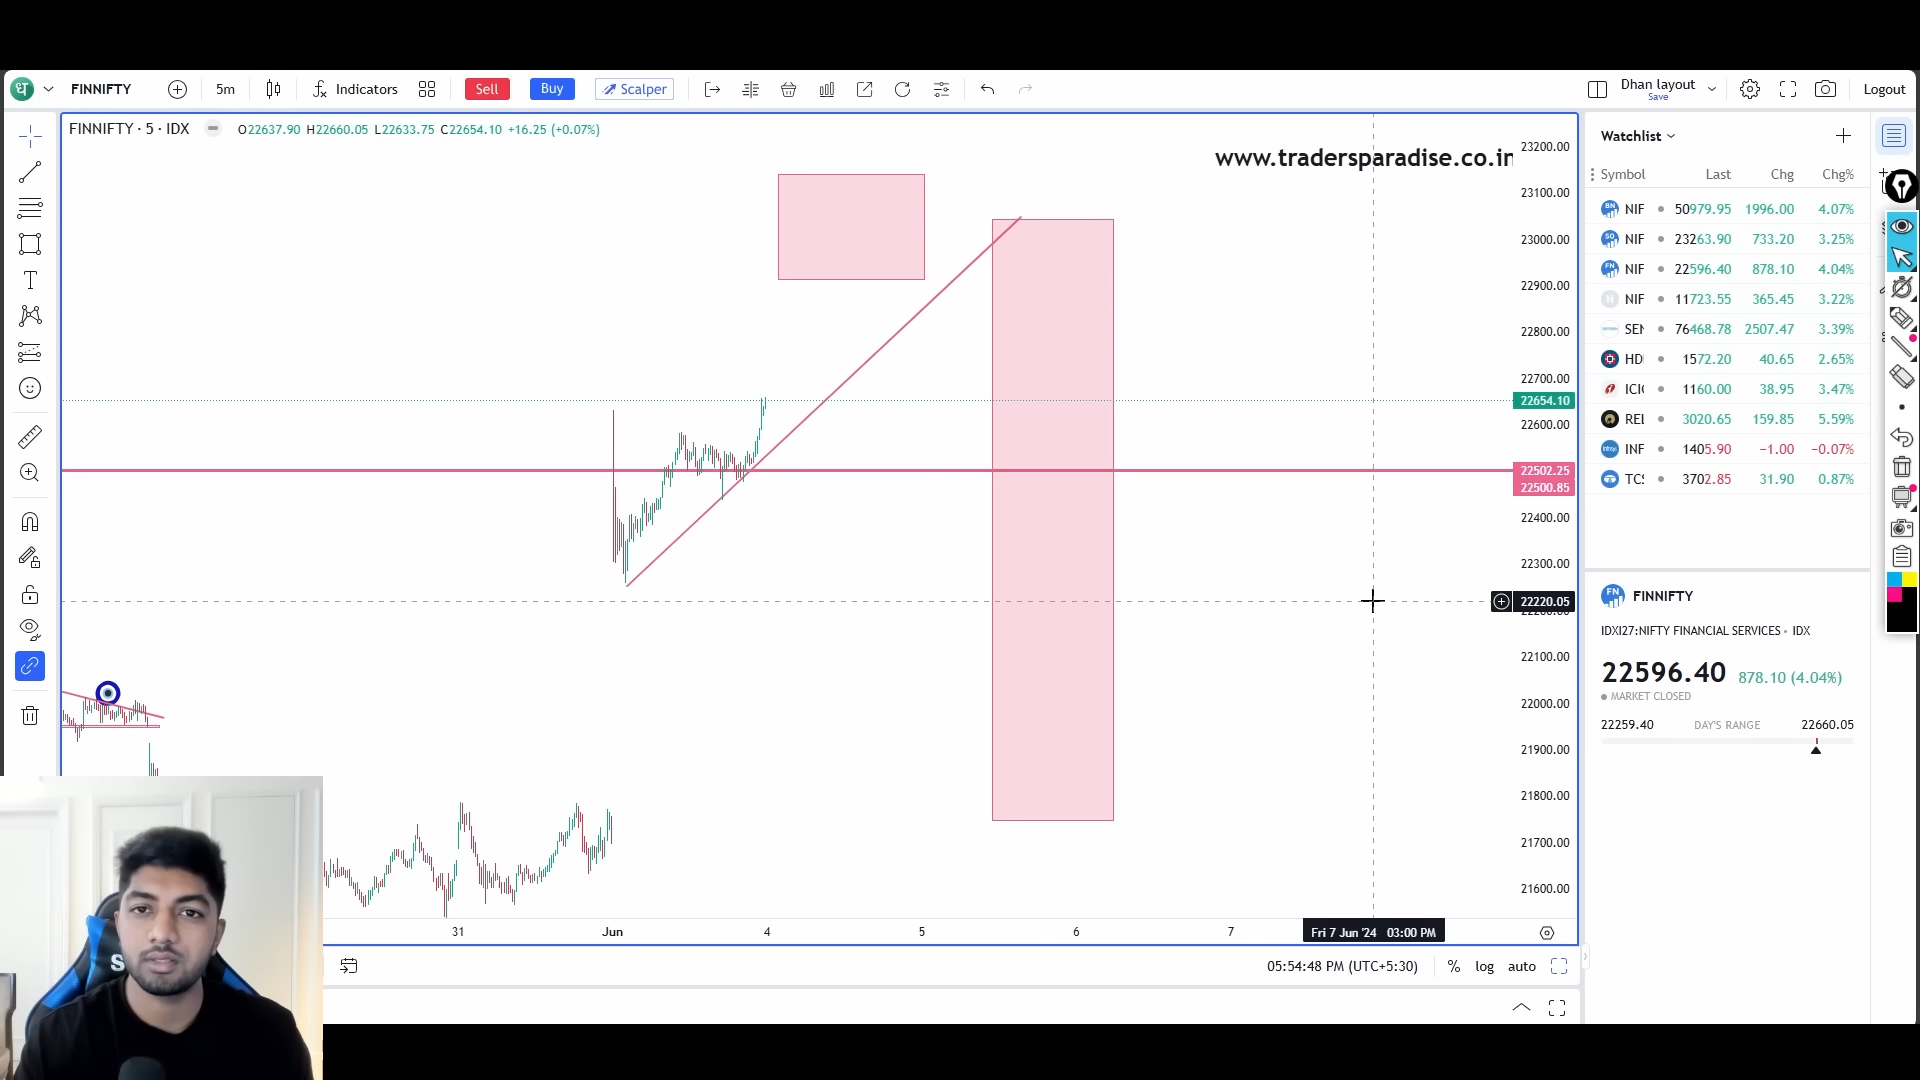 FINNIFTY 5m Indicators Sell Buy Scalper Dhan layout Save Logout
FINNIFTY · 5 · IDX O22637.90 H22660.05 L22633.75 C22654.10 +16.25 (+0.07%)
www.tradersparadise.co.in
23200.00
23100.00
23000.00
22900.00
22800.00
22700.00
22654.10
22600.00
22502.25
22500.85
22400.00
22300.00
22220.05
22100.00
22000.00
21900.00
21800.00
21700.00
21600.00
31 Jun 4 5 6 7 Fri 7 Jun '24 03:00 PM
05:54:48 PM (UTC+5:30) % log auto
Watchlist
Symbol Last Chg Chg%
NIF 50979.95 1996.00 4.07%
NIF 23263.90 733.20 3.25%
NIF 22596.40 878.10 4.04%
NIF 11723.55 365.45 3.22%
SEN 76468.78 2507.47 3.39%
HD 1572.20 40.65 2.65%
ICI 1160.00 38.95 3.47%
REL 3020.65 159.85 5.59%
INF 1405.90 −1.00 −0.07%
TCS 3702.85 31.90 0.87%
FN FINNIFTY
IDXI27:NIFTY FINANCIAL SERVICES • IDX
22596.40 878.10 (4.04%)
MARKET CLOSED
22259.40 DAY'S RANGE 22660.05